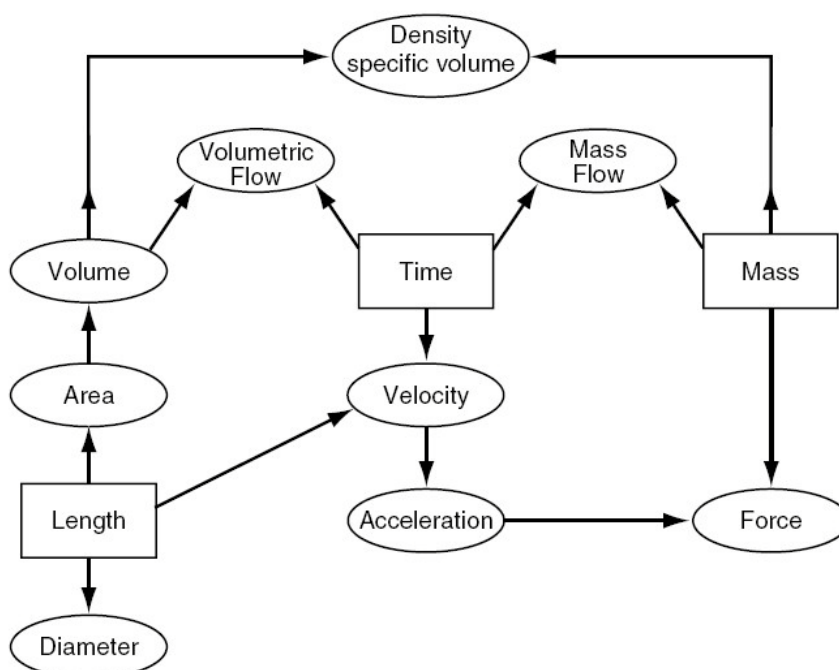 Density
specific volume
Volumetric
Flow
Mass
Flow
Volume
Time
Mass
Area
Velocity
Length
Acceleration
Force
Diameter